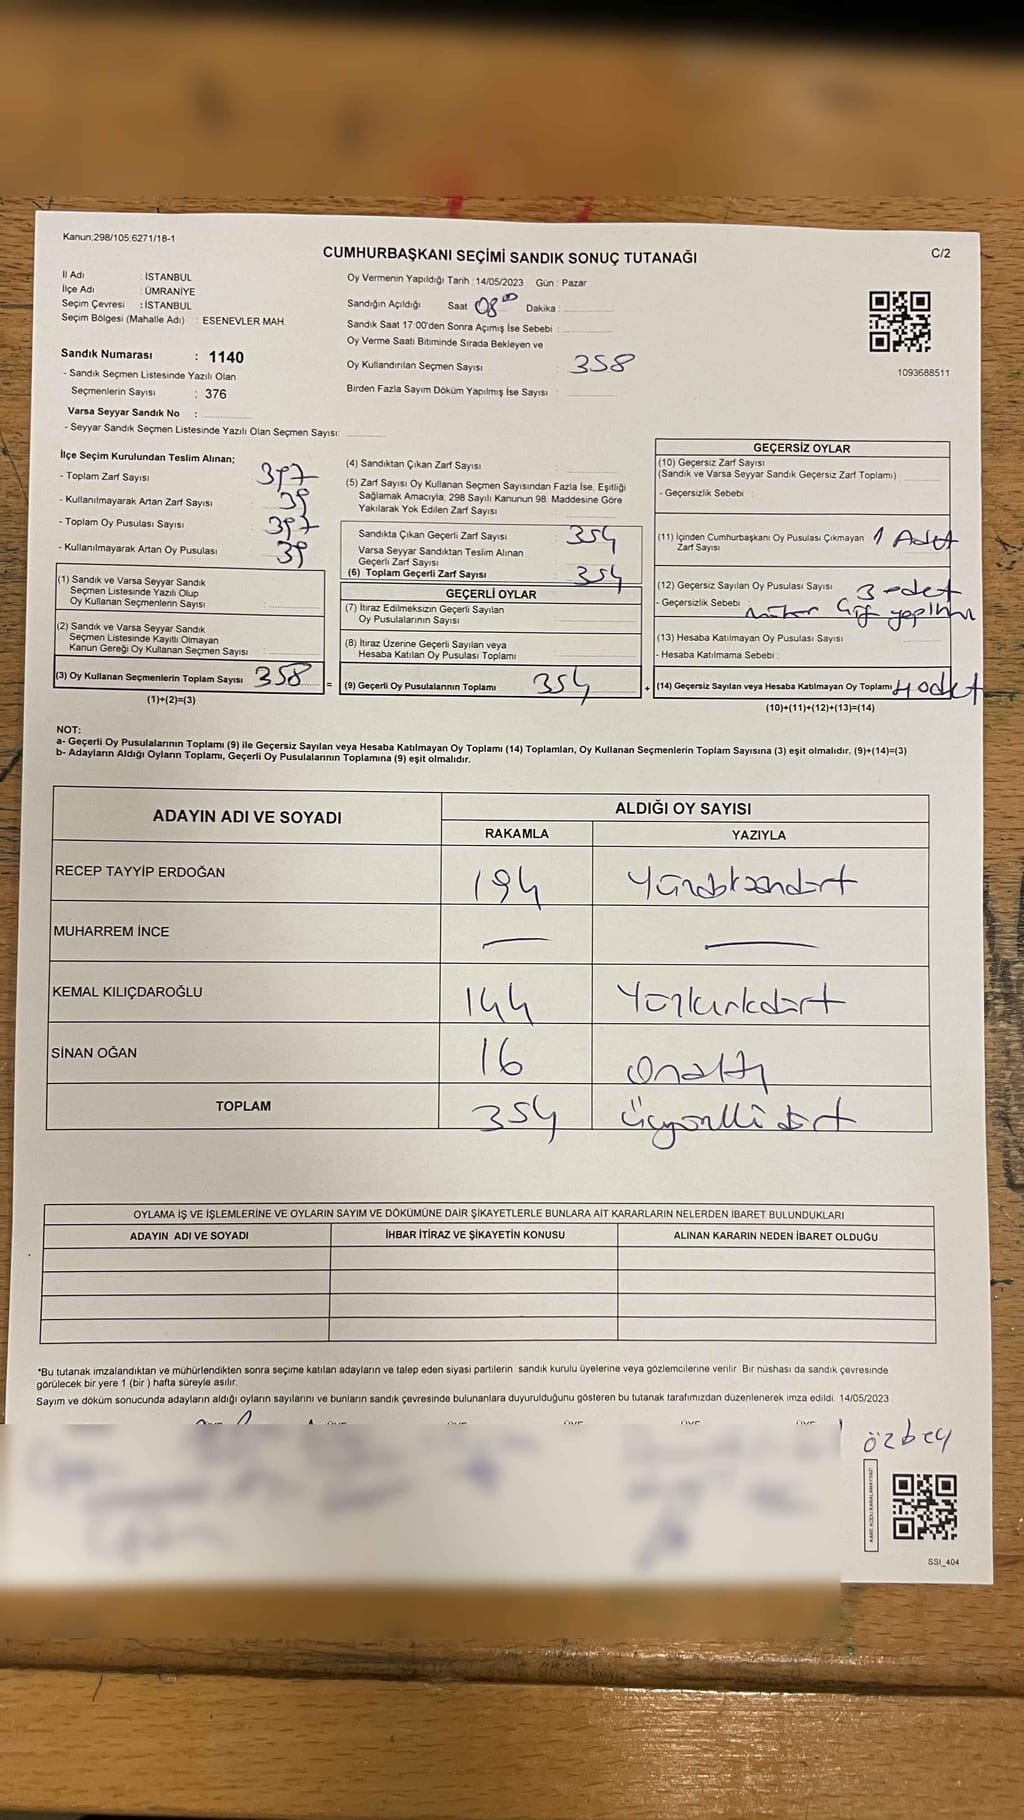 Kanun:298/105;6271/18-1
CUMHURBAŞKANI SEÇİMİ SANDIK SONUÇ TUTANAĞI
C/2
İl Adı : İSTANBUL
İlçe Adı : ÜMRANİYE
Seçim Çevresi : İSTANBUL
Seçim Bölgesi (Mahalle Adı) : ESENEVLER MAH.
Sandık Numarası : 1140
- Sandık Seçmen Listesinde Yazılı Olan
Seçmenlerin Sayısı : 376
Varsa Seyyar Sandık No :
- Seyyar Sandık Seçmen Listesinde Yazılı Olan Seçmen Sayısı:
Oy Vermenin Yapıldığı Tarih : 14/05/2023 Gün : Pazar
Sandığın Açıldığı Saat 08 00 Dakika :
Sandık Saat 17:00'den Sonra Açımış İse Sebebi :
Oy Verme Saati Bitiminde Sırada Bekleyen ve
Oy Kullandırılan Seçmen Sayısı : 358
Birden Fazla Sayım Döküm Yapılmış İse Sayısı :
1093688511
İlçe Seçim Kurulundan Teslim Alınan;
- Toplam Zarf Sayısı 397
- Kullanılmayarak Artan Zarf Sayısı 39
- Toplam Oy Pusulası Sayısı 397
- Kullanılmayarak Artan Oy Pusulası 39
(1) Sandık ve Varsa Seyyar Sandık
Seçmen Listesinde Yazılı Olup
Oy Kullanan Seçmenlerin Sayısı :
(2) Sandık ve Varsa Seyyar Sandık
Seçmen Listesinde Kayıtlı Olmayan
Kanun Gereği Oy Kullanan Seçmen Sayısı :
(3) Oy Kullanan Seçmenlerin Toplam Sayısı 358
(1)+(2)=(3)
=
(4) Sandıktan Çıkan Zarf Sayısı :
(5) Zarf Sayısı Oy Kullanan Seçmen Sayısından Fazla İse, Eşitliği
Sağlamak Amacıyla, 298 Sayılı Kanunun 98. Maddesine Göre
Yakılarak Yok Edilen Zarf Sayısı :
Sandıkta Çıkan Geçerli Zarf Sayısı : 354
Varsa Seyyar Sandıktan Teslim Alınan
Geçerli Zarf Sayısı :
(6) Toplam Geçerli Zarf Sayısı : 354
GEÇERLİ OYLAR
(7) İtiraz Edilmeksizin Geçerli Sayılan
Oy Pusulalarının Sayısı :
(8) İtiraz Üzerine Geçerli Sayılan veya
Hesaba Katılan Oy Pusulası Toplamı :
(9) Geçerli Oy Pusulalarının Toplamı 354
+
GEÇERSİZ OYLAR
(10) Geçersiz Zarf Sayısı
(Sandık ve Varsa Seyyar Sandık Geçersiz Zarf Toplamı) :
- Geçersizlik Sebebi :
(11) İçinden Cumhurbaşkanı Oy Pusulası Çıkmayan 1 Adet
Zarf Sayısı
(12) Geçersiz Sayılan Oy Pusulası Sayısı 3 adet
- Geçersizlik Sebebi
(13) Hesaba Katılmayan Oy Pusulası Sayısı :
- Hesaba Katılmama Sebebi :
(14) Geçersiz Sayılan veya Hesaba Katılmayan Oy Toplamı 4 adet
(10)+(11)+(12)+(13)=(14)
NOT:
a- Geçerli Oy Pusulalarının Toplamı (9) ile Geçersiz Sayılan veya Hesaba Katılmayan Oy Toplamı (14) Toplamları, Oy Kullanan Seçmenlerin Toplam Sayısına (3) eşit olmalıdır. (9)+(14)=(3)
b- Adayların Aldığı Oyların Toplamı, Geçerli Oy Pusulalarının Toplamına (9) eşit olmalıdır.
ADAYIN ADI VE SOYADI
ALDIĞI OY SAYISI
RAKAMLA YAZIYLA
RECEP TAYYİP ERDOĞAN 194 Yüzdoksandört
MUHARREM İNCE — —
KEMAL KILIÇDAROĞLU 144 Yüzkırkdört
SİNAN OĞAN 16 Onaltı
TOPLAM 354 Üçyüzellidört
OYLAMA İŞ VE İŞLEMLERİNE VE OYLARIN SAYIM VE DÖKÜMÜNE DAİR ŞİKAYETLERLE BUNLARA AİT KARARLARIN NELERDEN İBARET BULUNDUKLARI
ADAYIN ADI VE SOYADI İHBAR İTİRAZ VE ŞİKAYETİN KONUSU ALINAN KARARIN NEDEN İBARET OLDUĞU
*Bu tutanak imzalandıktan ve mühürlendikten sonra seçime katılan adayların ve talep eden siyasi partilerin sandık kurulu üyelerine veya gözlemcilerine verilir. Bir nüshası da sandık çevresinde
görülecek bir yere 1 (bir ) hafta süreyle asılır.
Sayım ve döküm sonucunda adayların aldığı oyların sayılarını ve bunların sandık çevresinde bulunanlara duyurulduğunu gösteren bu tutanak tarafımızdan düzenlenerek imza edildi. 14/05/2023
özbey
KARE KODU KARALAMAYINIZ!
SSI_404